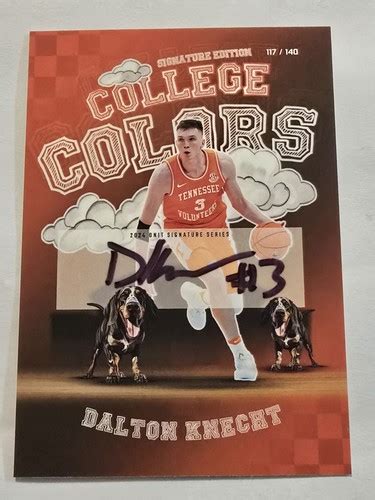 SIGNATURE EDITION
117 / 140
COLLEGE
COLORS
TENNESSEE
3
VOLUNTEERS
2024 ONIT SIGNATURE SERIES
#3
DALTON KNECHT